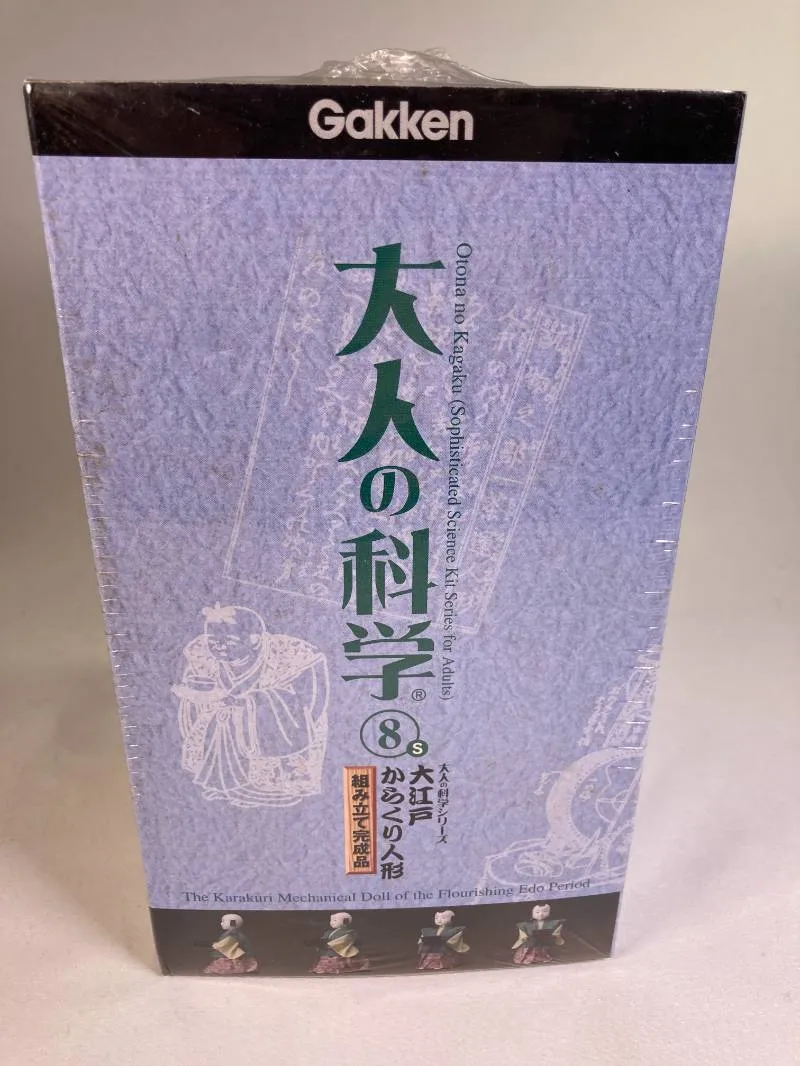 Gakken
大人の科学®
Otona no Kagaku (Sophisticated Science Kit Series for Adults)
8 S
大人の科学シリーズ
大江戸
からくり人形
組み立て完成品
The Karakuri Mechanical Doll of the Flourishing Edo Period